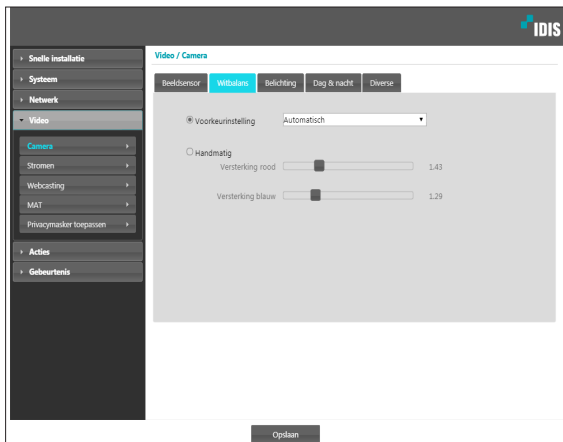 IDIS
Snelle installatie
Systeem
Netwerk
Video
Camera
Stromen
Webcasting
MAT
Privacymasker toepassen
Acties
Gebeurtenis
Video / Camera
Beeldsensor Witbalans Belichting Dag & nacht Diverse
Voorkeurinstelling Automatisch
Handmatig
Versterking rood 1.43
Versterking blauw 1.29
Opslaan